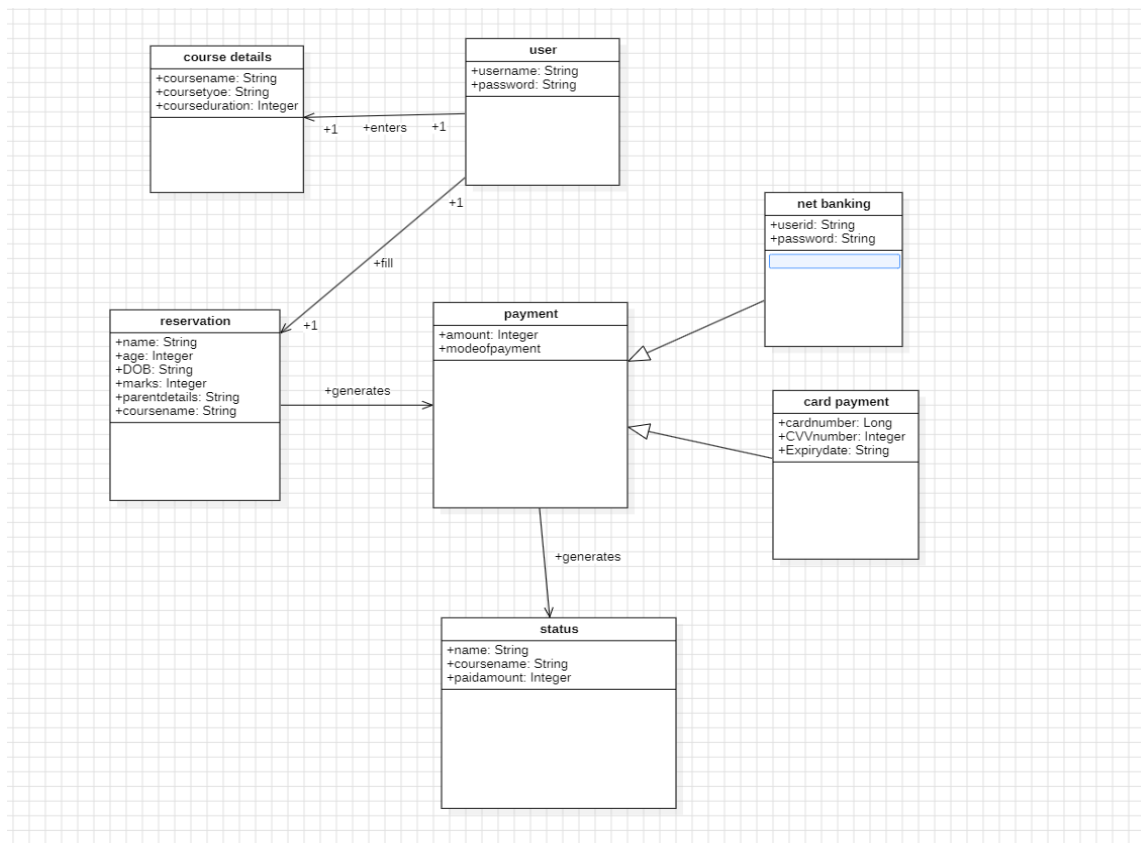 course details
+coursename: String
+coursetyoe: String
+courseduration: Integer
user
+username: String
+password: String
+1
+enters
+1
+1
+fill
+1
net banking
+userid: String
+password: String
reservation
+name: String
+age: Integer
+DOB: String
+marks: Integer
+parentdetails: String
+coursename: String
+generates
payment
+amount: Integer
+modeofpayment
card payment
+cardnumber: Long
+CVVnumber: Integer
+Expirydate: String
+generates
status
+name: String
+coursename: String
+paidamount: Integer